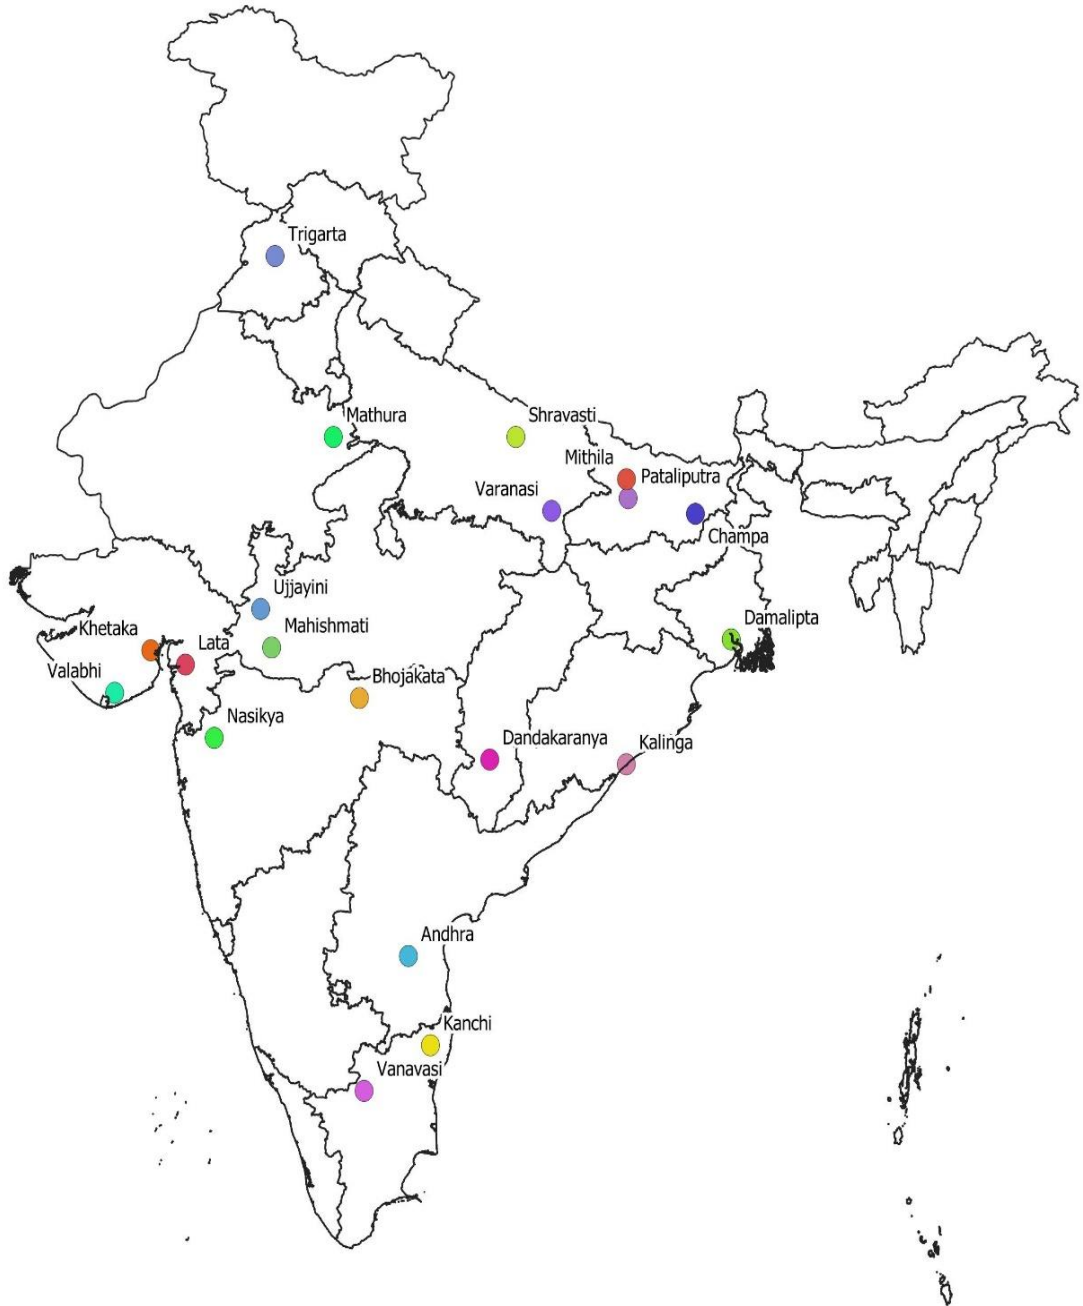 Trigarta
Mathura
Shravasti
Mithila
Pataliputra
Varanasi
Champa
Ujjayini
Damalipta
Khetaka
Mahishmati
Lata
Valabhi
Bhojakata
Nasikya
Dandakaranya
Kalinga
Andhra
Kanchi
Vanavasi